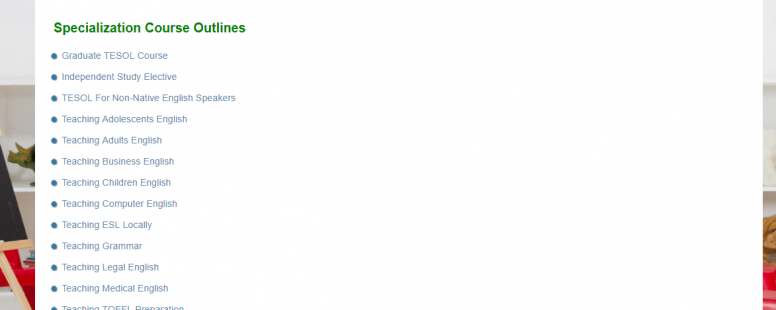 Specialization Course Outlines
Graduate TESOL Course
Independent Study Elective
TESOL For Non-Native English Speakers
Teaching Adolescents English
Teaching Adults English
Teaching Business English
Teaching Children English
Teaching Computer English
Teaching ESL Locally
Teaching Grammar
Teaching Legal English
Teaching Medical English
Teaching TOEFL Preparation